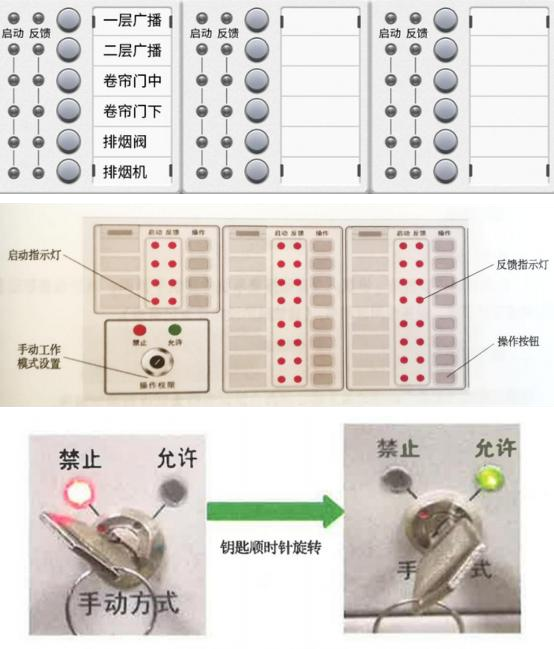 启动 反馈
一层广播
二层广播
卷帘门中
卷帘门下
排烟阀
排烟机
启动 反馈
启动 反馈
启动 反馈 操作
启动 反馈 操作
启动 反馈 操作
启动指示灯
反馈指示灯
禁止 允许
手动工作
模式设置
操作权限
操作按钮
禁止 允许
手动方式
钥匙顺时针旋转
禁止 允许
手 式